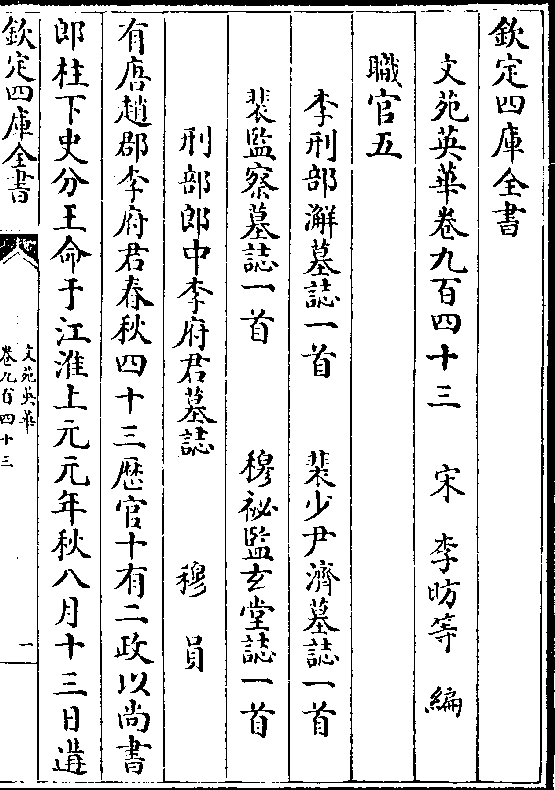 欽定四庫全書
文苑英華卷九百四十三 宋 李昉等 編
職官五
李刑部澥墓誌一首 裴少尹濟墓誌一首
裴監察墓誌一首 穆祕監玄堂誌一首
刑部郎中李府君墓誌 穆員
有唐趙郡李府君春秋四十三歴官十有二政以尚書
郎柱下史分王命于江淮上元元年秋八月十三日遘
欽定四庫全書
文苑英華
卷九百四十三
一